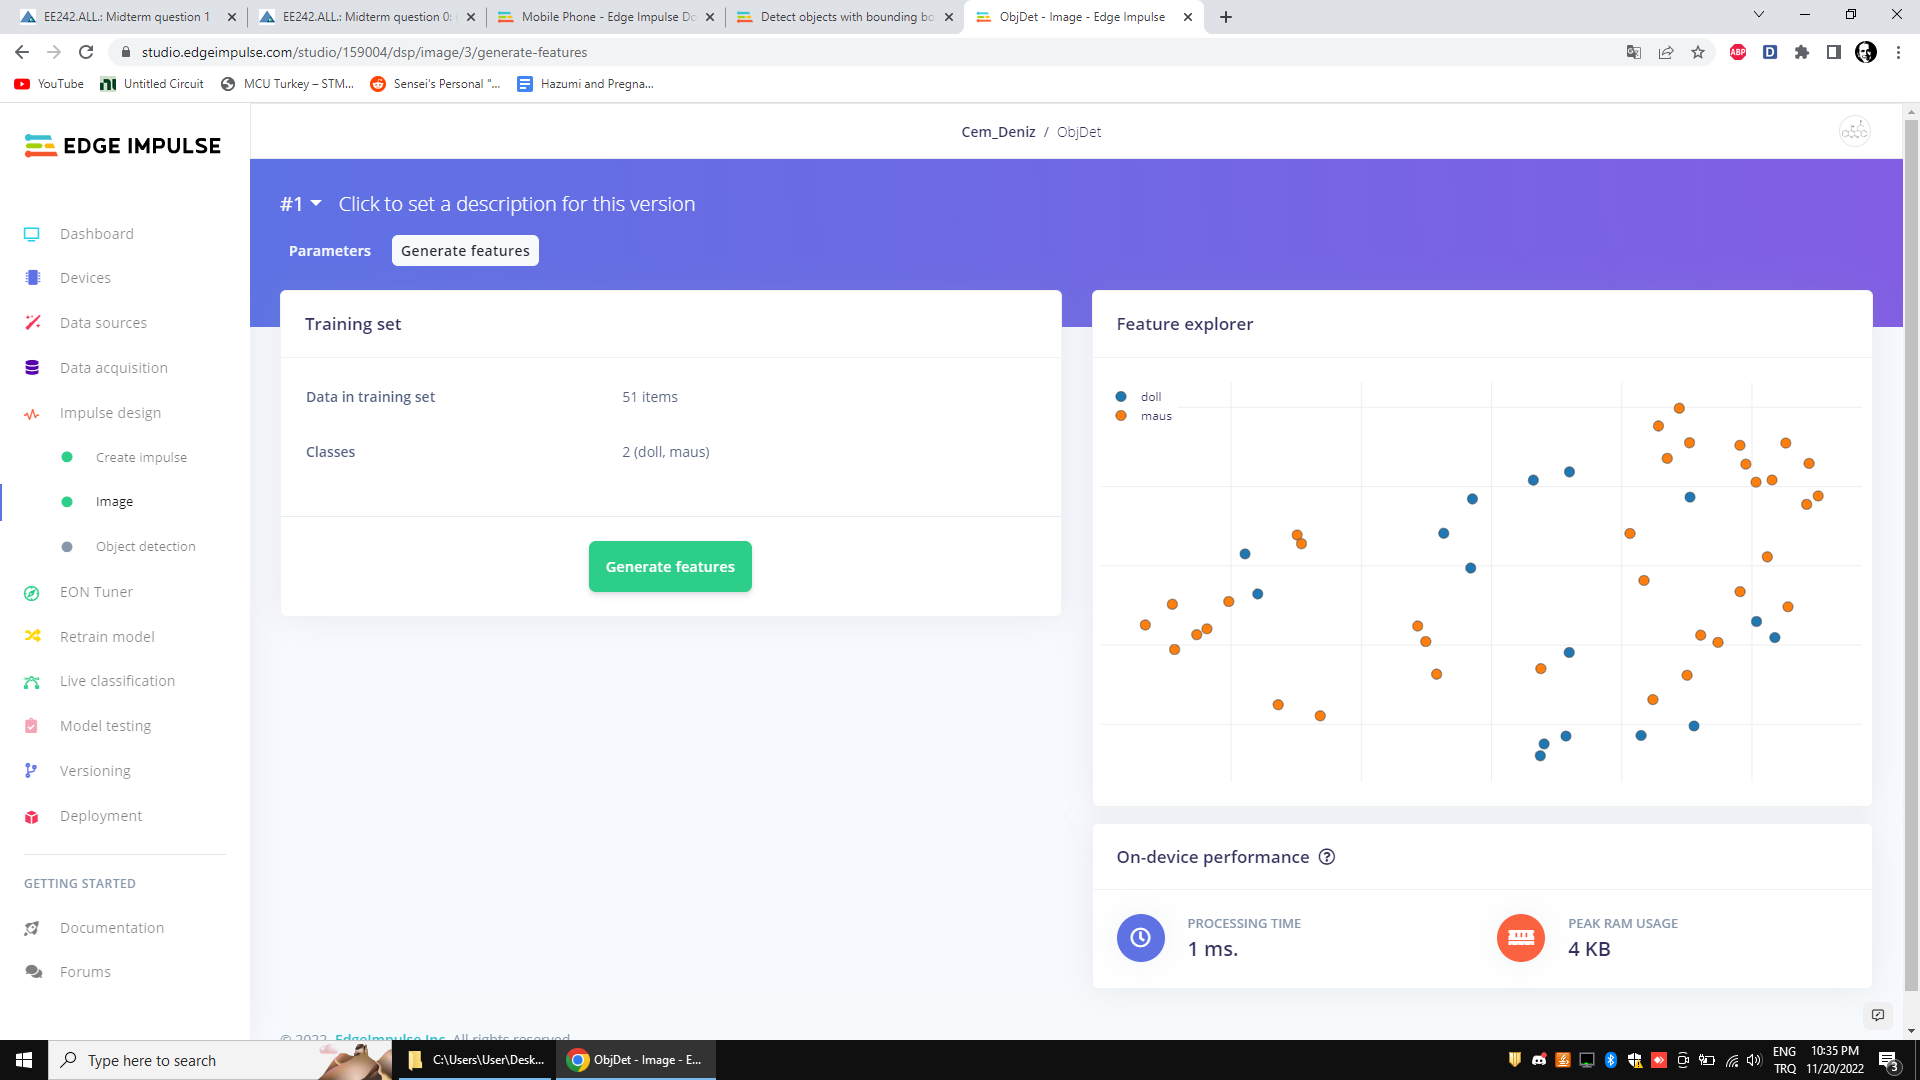 EE242.ALL.: Midterm question 1
EE242.ALL.: Midterm question 0:
Mobile Phone - Edge Impulse Do
Detect objects with bounding bo
ObjDet - Image - Edge Impulse
studio.edgeimpulse.com/studio/159004/dsp/image/3/generate-features
ABP
D
YouTube
Untitled Circuit
MCU Turkey – STM...
Sensei's Personal "...
Hazumi and Pregna...
EDGE IMPULSE
Cem_Deniz / ObjDet
#1 Click to set a description for this version
Parameters
Generate features
Dashboard
Devices
Data sources
Data acquisition
Impulse design
Create impulse
Image
Object detection
EON Tuner
Retrain model
Live classification
Model testing
Versioning
Deployment
GETTING STARTED
Documentation
Forums
Training set
Data in training set 51 items
Classes 2 (doll, maus)
Generate features
Feature explorer
doll
maus
On-device performance
PROCESSING TIME
1 ms.
PEAK RAM USAGE
4 KB
© 2022 EdgeImpulse Inc. All rights reserved
Type here to search
C:\Users\User\Desk...
ObjDet - Image - E...
ENG
TRQ
10:35 PM
11/20/2022
3